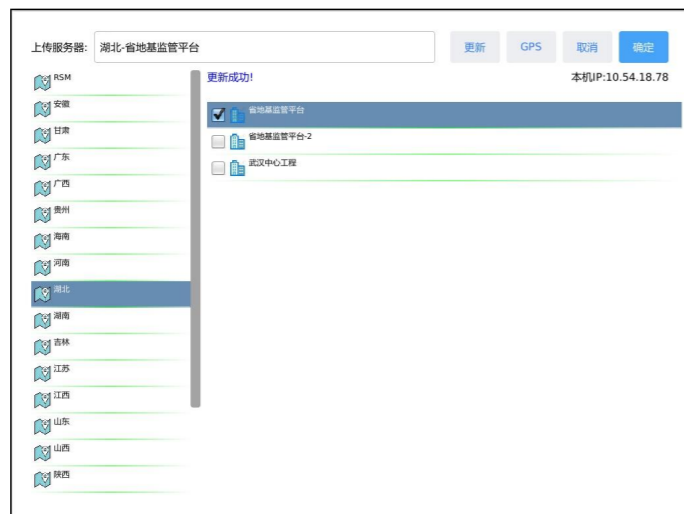 上传服务器: 湖北-省地基监管平台 更新 GPS 取消 确定
更新成功! 本机IP:10.54.18.78
RSM
安徽
甘肃
广东
广西
贵州
海南
河南
湖北
湖南
吉林
江苏
江西
山东
山西
陕西
省地基监管平台
省地基监管平台-2
武汉中心工程